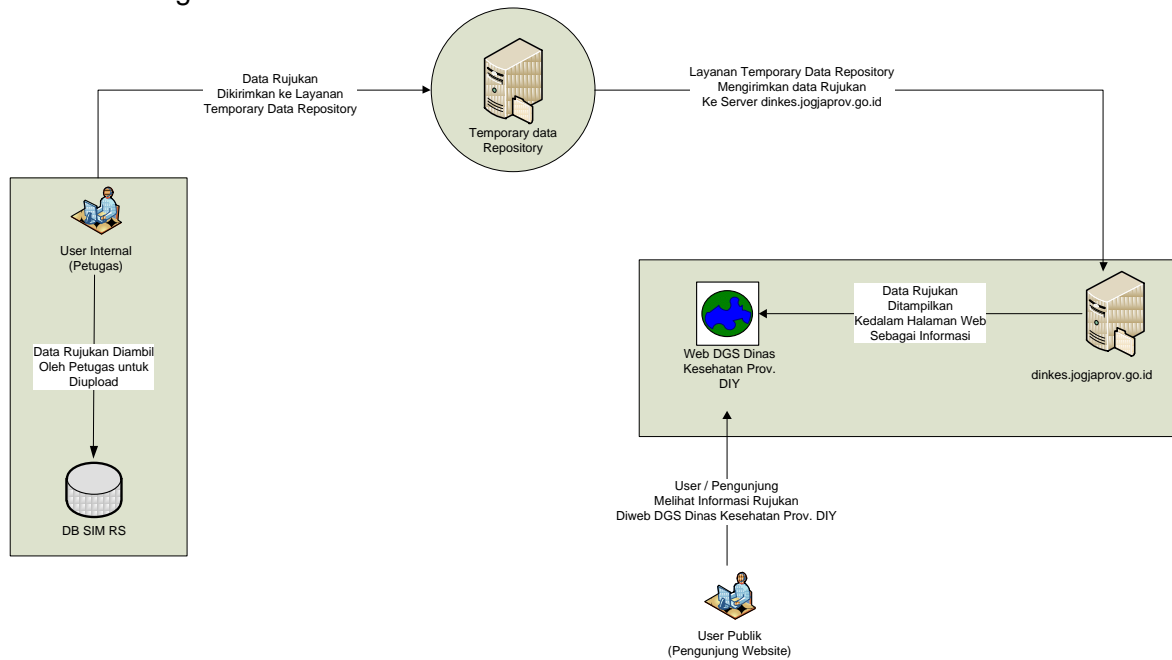 Data Rujukan
Dikirimkan ke Layanan
Temporary Data Repository
Temporary data
Repository
Layanan Temporary Data Repository
Mengirimkan data Rujukan
Ke Server dinkes.jogjaprov.go.id
User Internal
(Petugas)
Data Rujukan Diambil
Oleh Petugas untuk
Diupload
DB SIM RS
Web DGS Dinas
Kesehatan Prov.
DIY
Data Rujukan
Ditampilkan
Kedalam Halaman Web
Sebagai Informasi
dinkes.jogjaprov.go.id
User / Pengunjung
Melihat Informasi Rujukan
Diweb DGS Dinas Kesehatan Prov. DIY
User Publik
(Pengunjung Website)